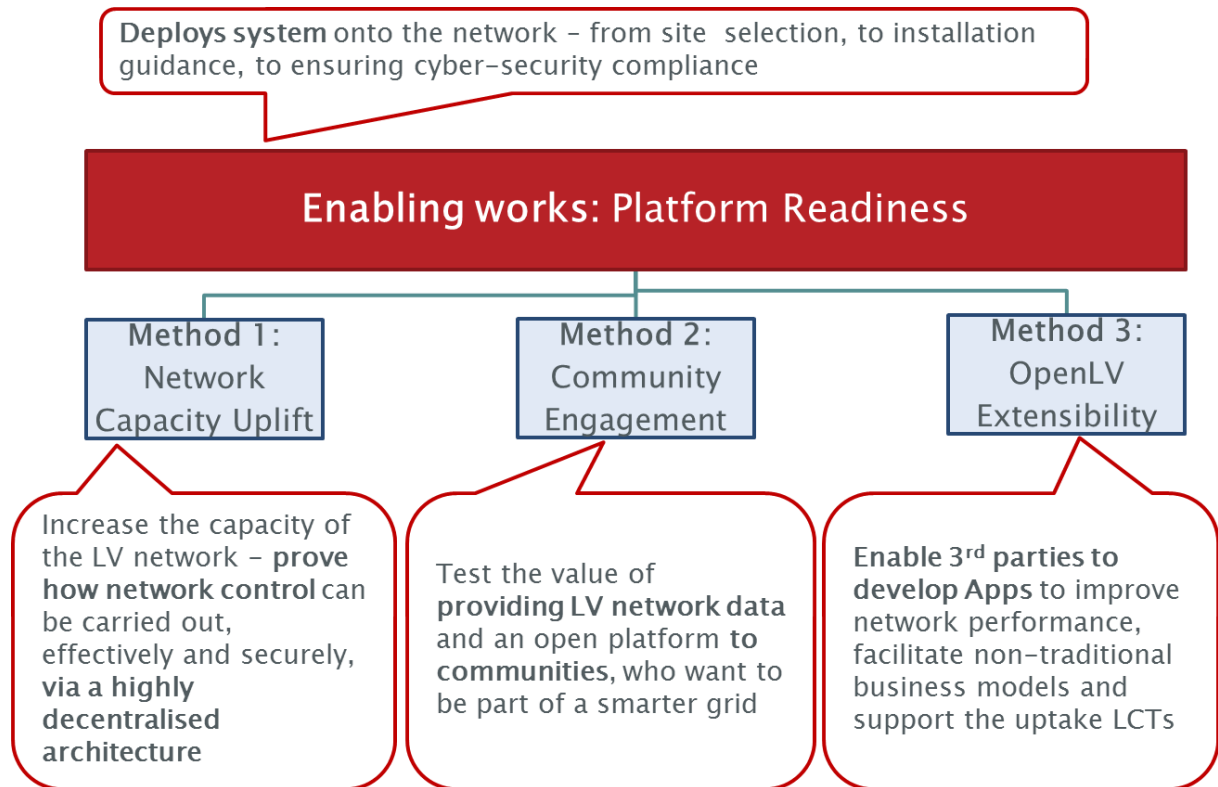 Deploys system onto the network – from site selection, to installation
guidance, to ensuring cyber-security compliance
Enabling works: Platform Readiness
Method 1:
Network
Capacity Uplift
Method 2:
Community
Engagement
Method 3:
OpenLV
Extensibility
Increase the capacity of
the LV network – prove
how network control can
be carried out,
effectively and securely,
via a highly
decentralised
architecture
Test the value of
providing LV network data
and an open platform to
communities, who want to
be part of a smarter grid
Enable 3rd parties to
develop Apps to improve
network performance,
facilitate non-traditional
business models and
support the uptake LCTs